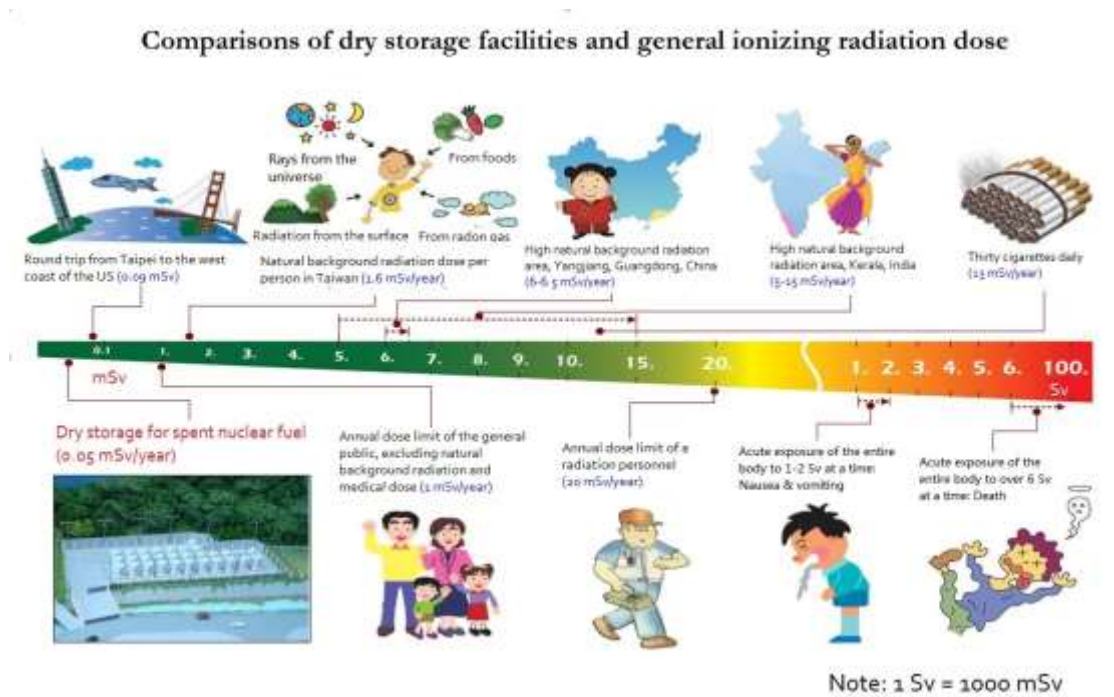 Comparisons of dry storage facilities and general ionizing radiation dose
Rays from the
universe
From foods
Radiation from the surface
From radon gas
Round trip from Taipei to the west
coast of the US (0.09 mSv)
Natural background radiation dose per
person in Taiwan (1.6 mSv/year)
High natural background radiation
area, Yangjiang, Guangdong, China
(6-6.5 mSv/year)
High natural background
radiation area, Kerala, India
(5-15 mSv/year)
Thirty cigarettes daily
(13 mSv/year)
0.1 1. 2. 3. 4. 5. 6. 7. 8. 9. 10. 15. 20. 1. 2. 3. 4. 5. 6. 100.
mSv
Sv
Dry storage for spent nuclear fuel
(0.05 mSv/year)
Annual dose limit of the general
public, excluding natural
background radiation and
medical dose (1 mSv/year)
Annual dose limit of a
radiation personnel
(20 mSv/year)
Acute exposure of the entire
body to 1-2 Sv at a time:
Nausea & vomiting
Acute exposure of the
entire body to over 6 Sv
at a time: Death
Note: 1 Sv = 1000 mSv